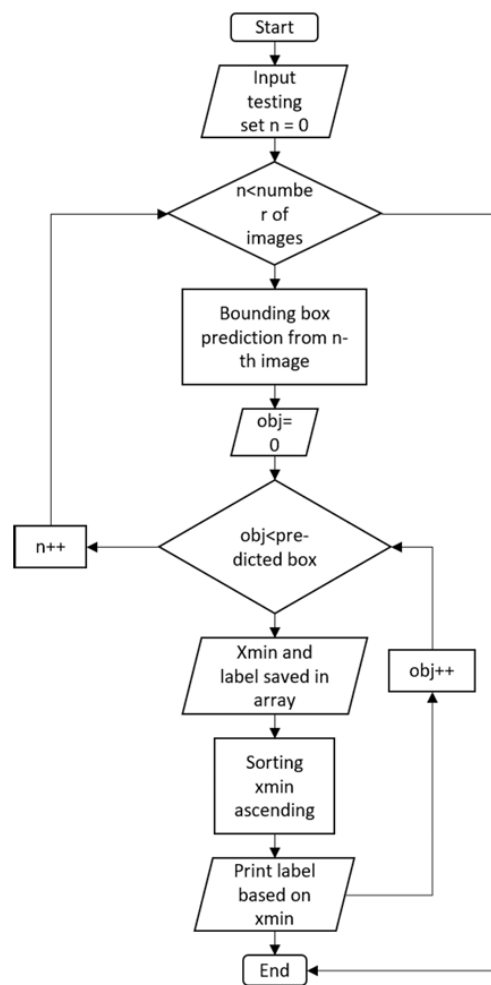 Start
Input
testing
set n = 0
n<numbe
r of
images
Bounding box
prediction from n-
th image
obj=
0
obj<pre-
dicted box
n++
Xmin and
label saved in
array
obj++
Sorting
xmin
ascending
Print label
based on
xmin
End